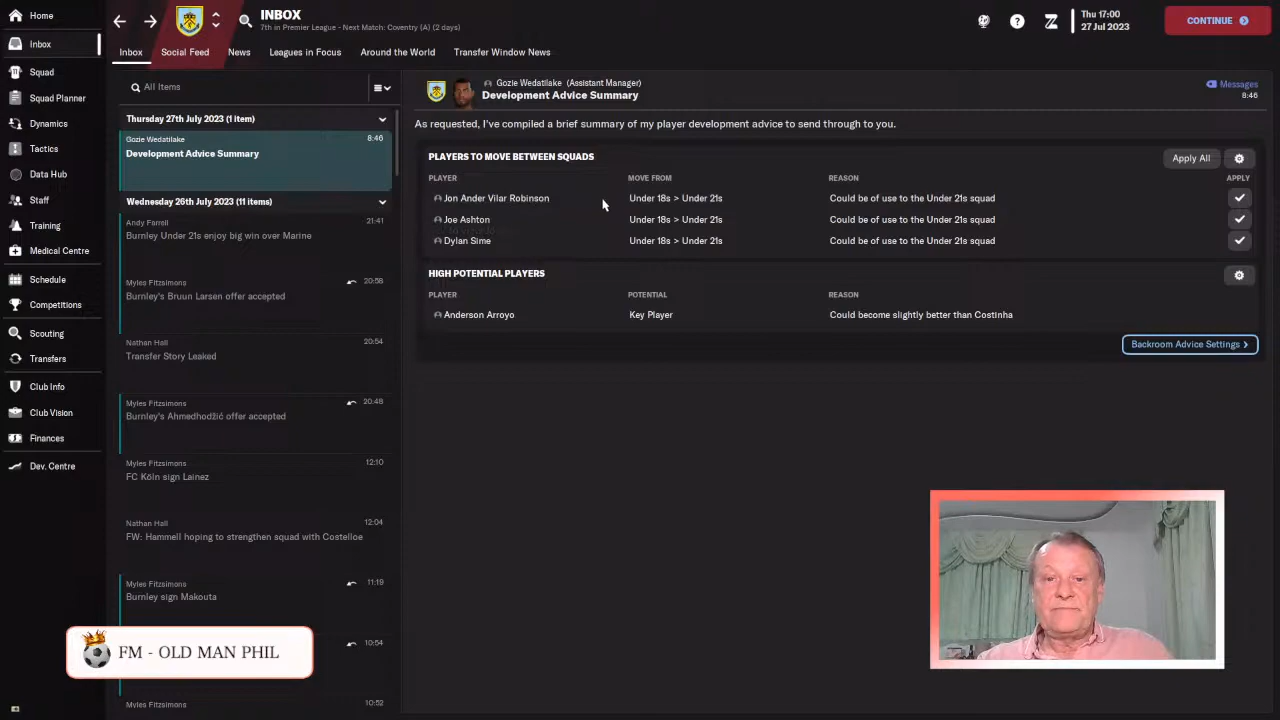 Home
Inbox
Squad
Squad Planner
Dynamics
Tactics
Data Hub
Staff
Training
Medical Centre
Schedule
Competitions
Scouting
Transfers
Club Info
Club Vision
Finances
Dev. Centre
INBOX
7th in Premier League - Next Match: Coventry (A) (2 days)
Thu 17:00
27 Jul 2023
CONTINUE
Inbox Social Feed News Leagues in Focus Around the World Transfer Window News
All Items
Thursday 27th July 2023 (1 item)
Gozie Wedatilake 8:46
Development Advice Summary
Wednesday 26th July 2023 (11 items)
Andy Farrell 21:41
Burnley Under 21s enjoy big win over Marine
Myles Fitzsimons 20:58
Burnley's Bruun Larsen offer accepted
Nathan Hall 20:54
Transfer Story Leaked
Myles Fitzsimons 20:48
Burnley's Ahmedhodžić offer accepted
Myles Fitzsimons 12:10
FC Köln sign Lainez
Nathan Hall 12:04
FW: Hammell hoping to strengthen squad with Costelloe
Myles Fitzsimons 11:19
Burnley sign Makouta
10:54
Myles Fitzsimons 10:52
Gozie Wedatilake (Assistant Manager)
Development Advice Summary
Messages
8:46
As requested, I've compiled a brief summary of my player development advice to send through to you.
PLAYERS TO MOVE BETWEEN SQUADS Apply All
PLAYER MOVE FROM REASON APPLY
Jon Ander Vilar Robinson Under 18s > Under 21s Could be of use to the Under 21s squad
Joe Ashton Under 18s > Under 21s Could be of use to the Under 21s squad
Dylan Sime Under 18s > Under 21s Could be of use to the Under 21s squad
HIGH POTENTIAL PLAYERS
PLAYER POTENTIAL REASON
Anderson Arroyo Key Player Could become slightly better than Costinha
Backroom Advice Settings >
FM - OLD MAN PHIL